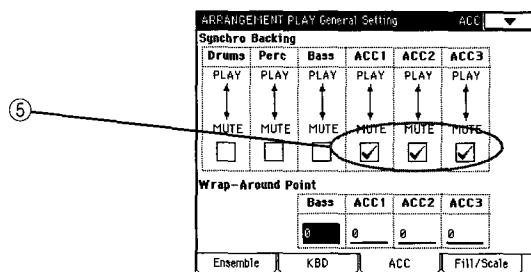 ARRANGEMENT PLAY General Setting ACC
Synchro Backing
Drums Perc Bass ACC1 ACC2 ACC3
PLAY PLAY PLAY PLAY PLAY PLAY
MUTE MUTE MUTE MUTE MUTE MUTE
⑤
Wrap-Around Point
Bass ACC1 ACC2 ACC3
0 0 0 0
Ensemble KBD ACC Fill/Scale